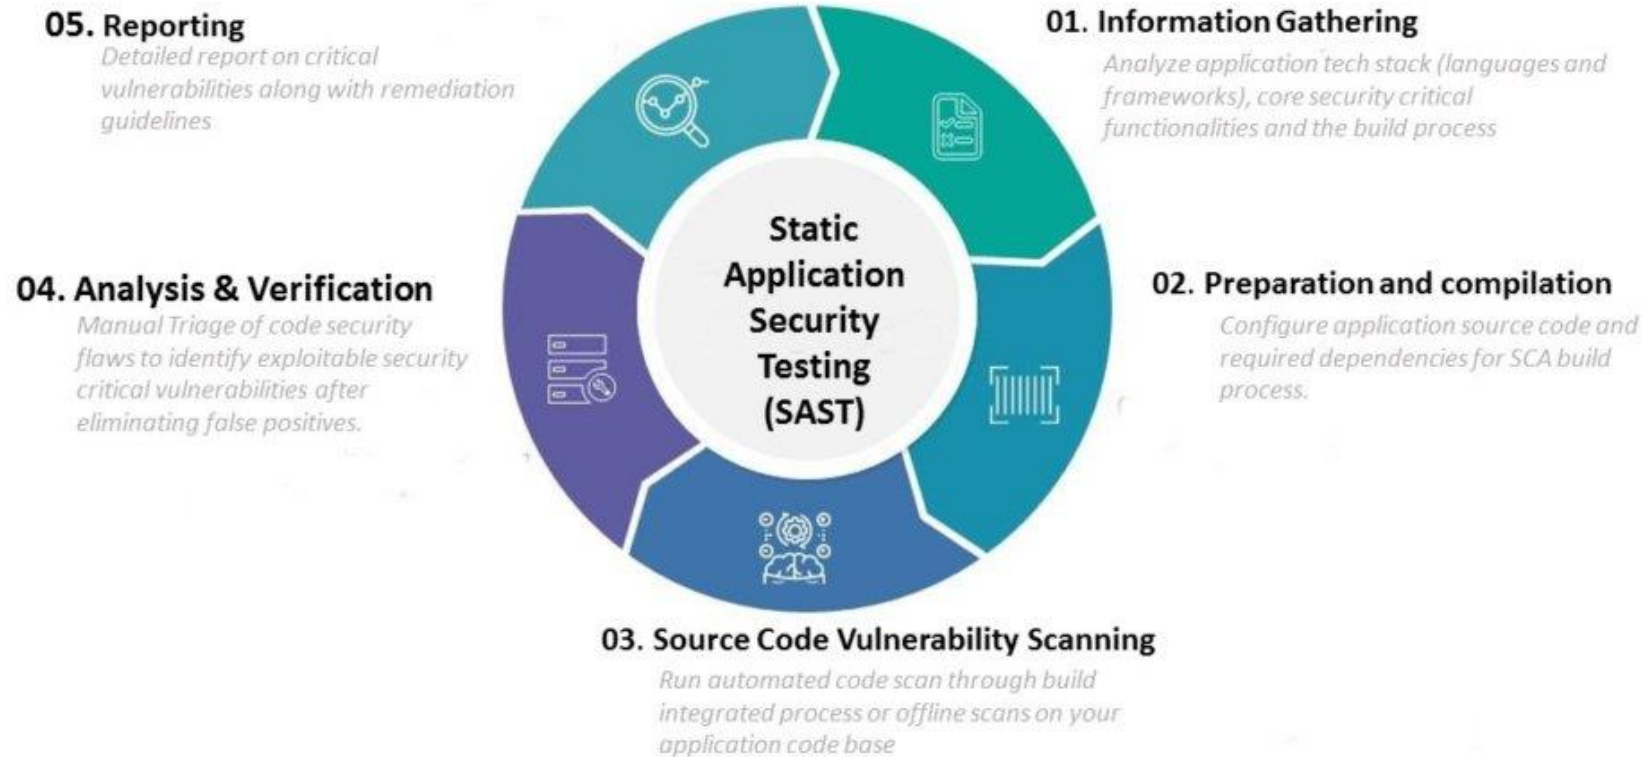 05. Reporting
Detailed report on critical
vulnerabilities along with remediation
guidelines
01. Information Gathering
Analyze application tech stack (languages and
frameworks), core security critical
functionalities and the build process
Static
Application
Security
Testing
(SAST)
04. Analysis & Verification
Manual Triage of code security
flaws to identify exploitable security
critical vulnerabilities after
eliminating false positives.
02. Preparation and compilation
Configure application source code and
required dependencies for SCA build
process.
03. Source Code Vulnerability Scanning
Run automated code scan through build
integrated process or offline scans on your
application code base